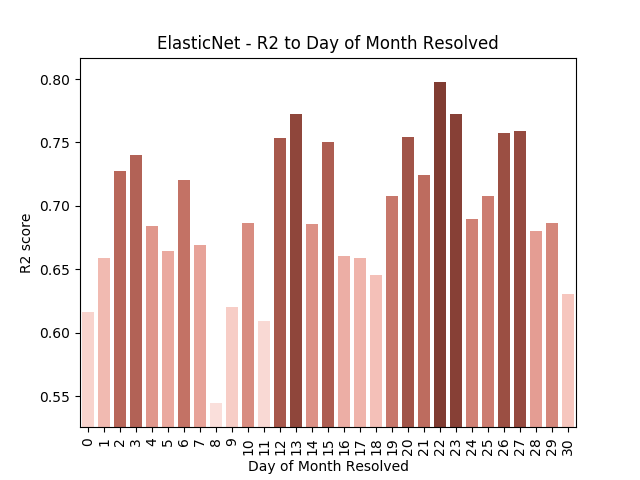 ElasticNet - R2 to Day of Month Resolved
R2 score
0.80
0.75
0.70
0.65
0.60
0.55
0 1 2 3 4 5 6 7 8 9 10 11 12 13 14 15 16 17 18 19 20 21 22 23 24 25 26 27 28 29 30
Day of Month Resolved